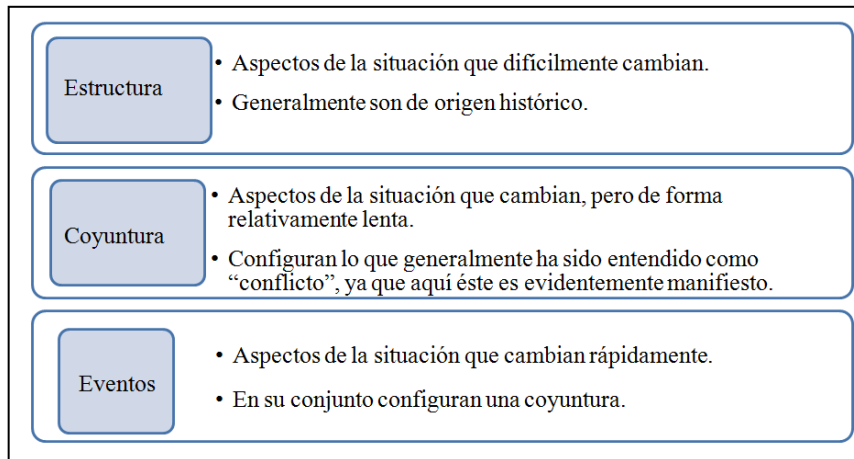 Estructura
• Aspectos de la situación que difícilmente cambian.
• Generalmente son de origen histórico.
Coyuntura
• Aspectos de la situación que cambian, pero de forma
relativamente lenta.
• Configuran lo que generalmente ha sido entendido como
“conflicto”, ya que aquí éste es evidentemente manifiesto.
Eventos
• Aspectos de la situación que cambian rápidamente.
• En su conjunto configuran una coyuntura.